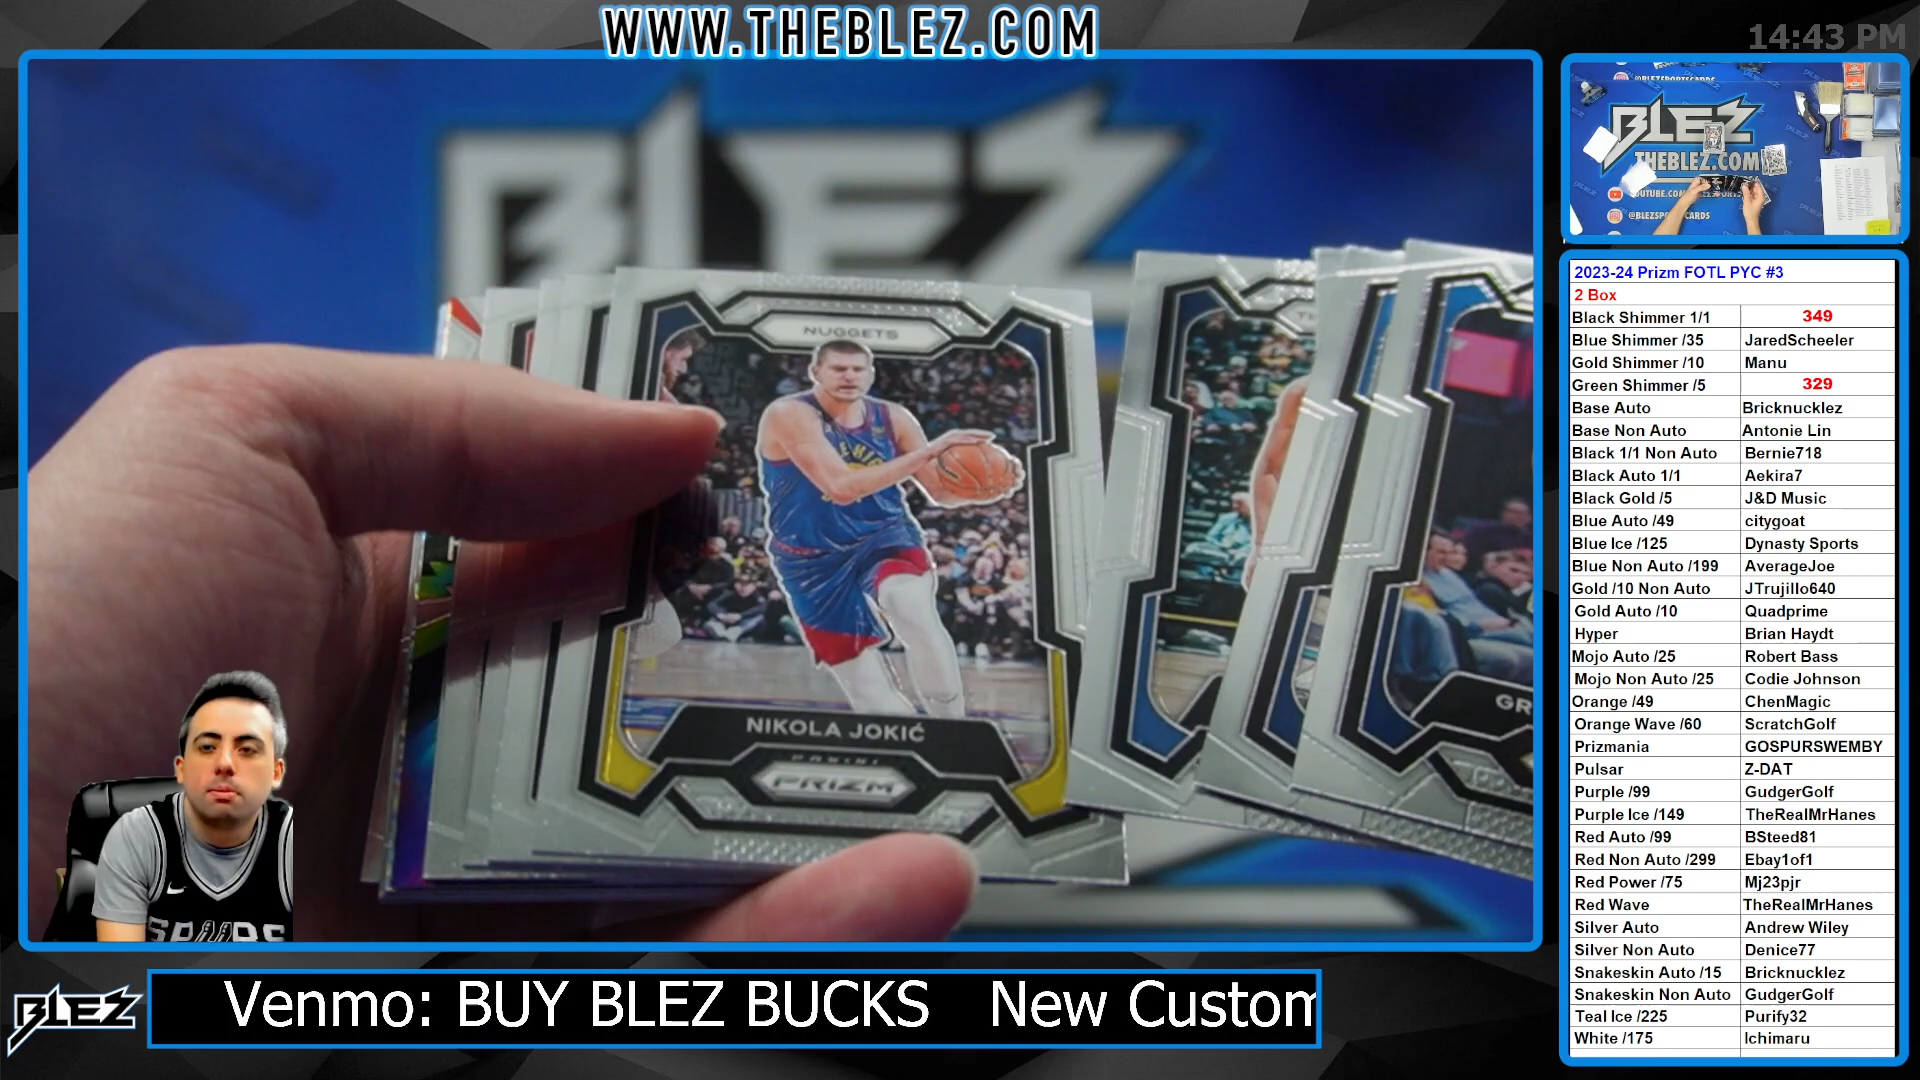 WWW.THEBLEZ.COM
14:43 PM
BLEZ
NUGGETS
NIKOLA JOKIĆ
PANINI
PRIZM
GR
SPURS
BLEZ
THEBLEZ.COM
@BLEZSPORTSCARDS
2023-24 Prizm FOTL PYC #3
2 Box
Black Shimmer 1/1 349
Blue Shimmer /35 JaredScheeler
Gold Shimmer /10 Manu
Green Shimmer /5 329
Base Auto Bricknucklez
Base Non Auto Antonie Lin
Black 1/1 Non Auto Bernie718
Black Auto 1/1 Aekira7
Black Gold /5 J&D Music
Blue Auto /49 citygoat
Blue Ice /125 Dynasty Sports
Blue Non Auto /199 AverageJoe
Gold /10 Non Auto JTrujillo640
Gold Auto /10 Quadprime
Hyper Brian Haydt
Mojo Auto /25 Robert Bass
Mojo Non Auto /25 Codie Johnson
Orange /49 ChenMagic
Orange Wave /60 ScratchGolf
Prizmania GOSPURSWEMBY
Pulsar Z-DAT
Purple /99 GudgerGolf
Purple Ice /149 TheRealMrHanes
Red Auto /99 BSteed81
Red Non Auto /299 Ebay1of1
Red Power /75 Mj23pjr
Red Wave TheRealMrHanes
Silver Auto Andrew Wiley
Silver Non Auto Denice77
Snakeskin Auto /15 Bricknucklez
Snakeskin Non Auto GudgerGolf
Teal Ice /225 Purify32
White /175 Ichimaru
BLEZ
Venmo: BUY BLEZ BUCKS New Custom